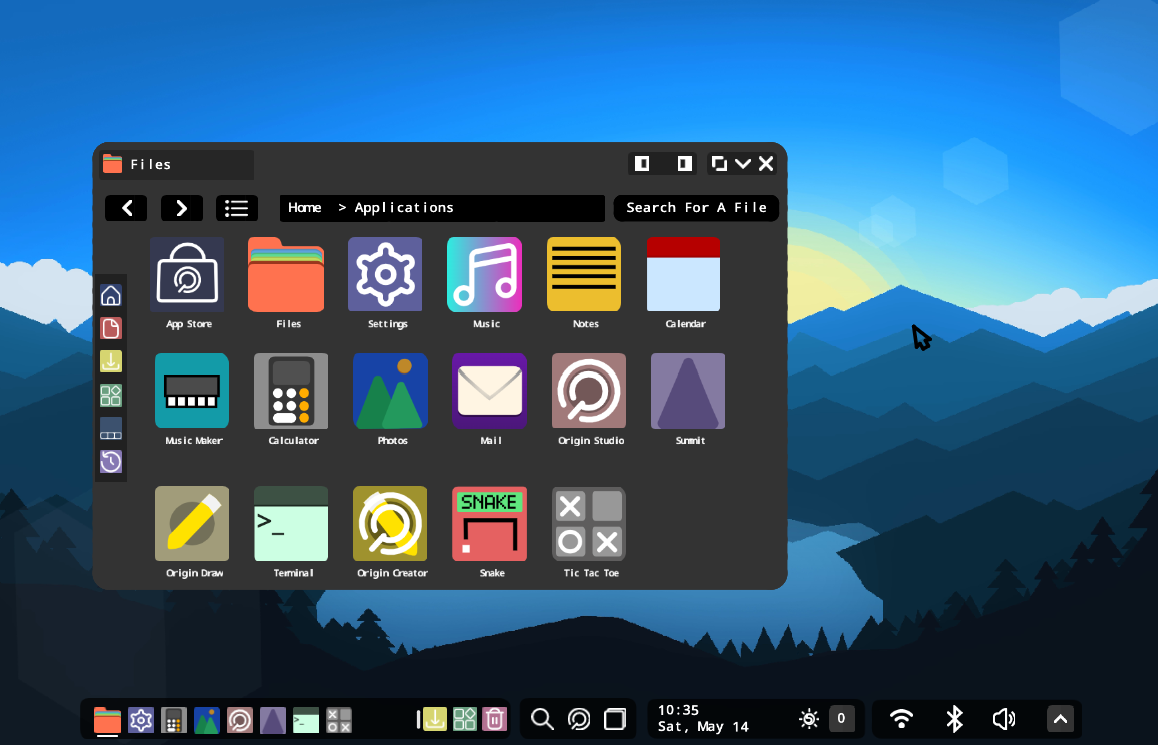 Files
Home > Applications
Search For A File
App Store
Files
Settings
Music
Notes
Calendar
Music Maker
Calculator
Photos
Mail
Origin Studio
Summit
SNAKE
>_
Origin Draw
Terminal
Origin Creator
Snake
Tic Tac Toe
>_
10:35
Sat, May 14
0